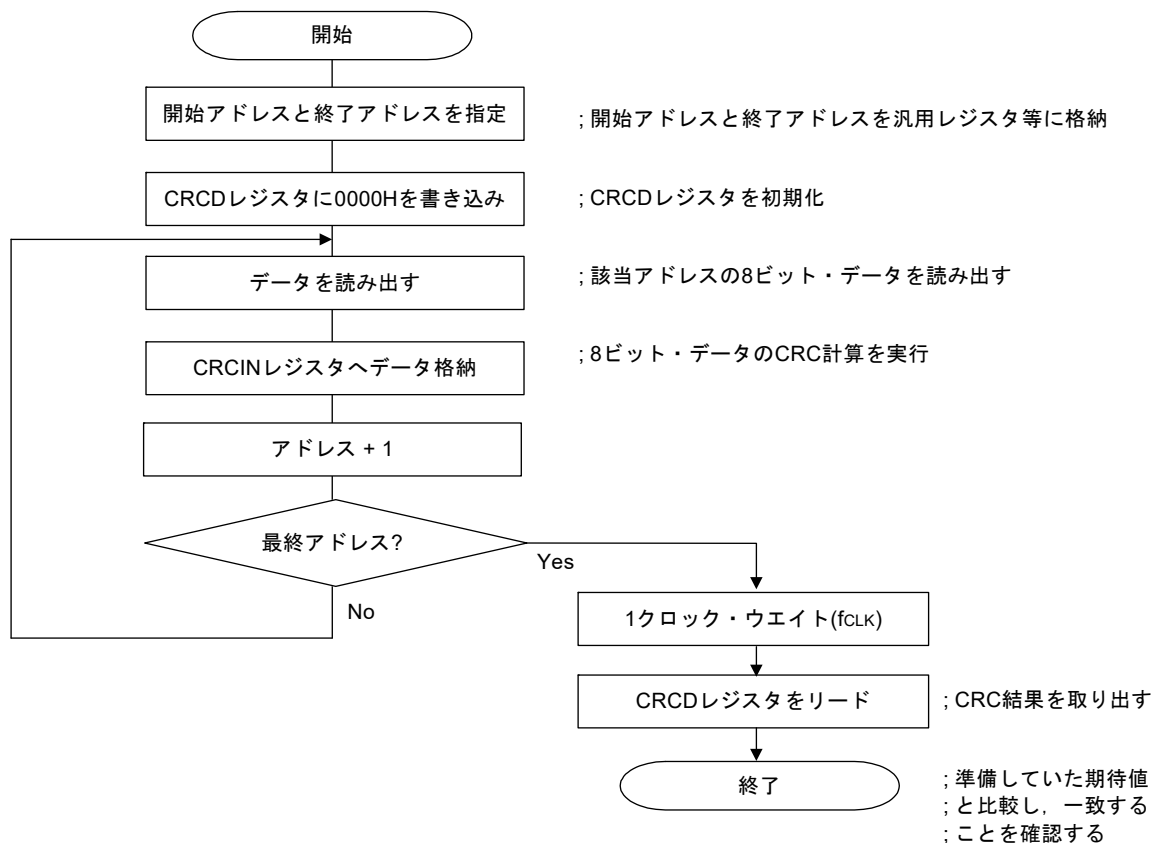 開始
開始アドレスと終了アドレスを指定
; 開始アドレスと終了アドレスを汎用レジスタ等に格納
CRCDレジスタに0000Hを書き込み
; CRCDレジスタを初期化
データを読み出す
; 該当アドレスの8ビット・データを読み出す
CRCINレジスタへデータ格納
; 8ビット・データのCRC計算を実行
アドレス + 1
最終アドレス?
Yes
No
1クロック・ウエイト(fCLK)
CRCDレジスタをリード
; CRC結果を取り出す
終了
; 準備していた期待値
; と比較し，一致する
; ことを確認する